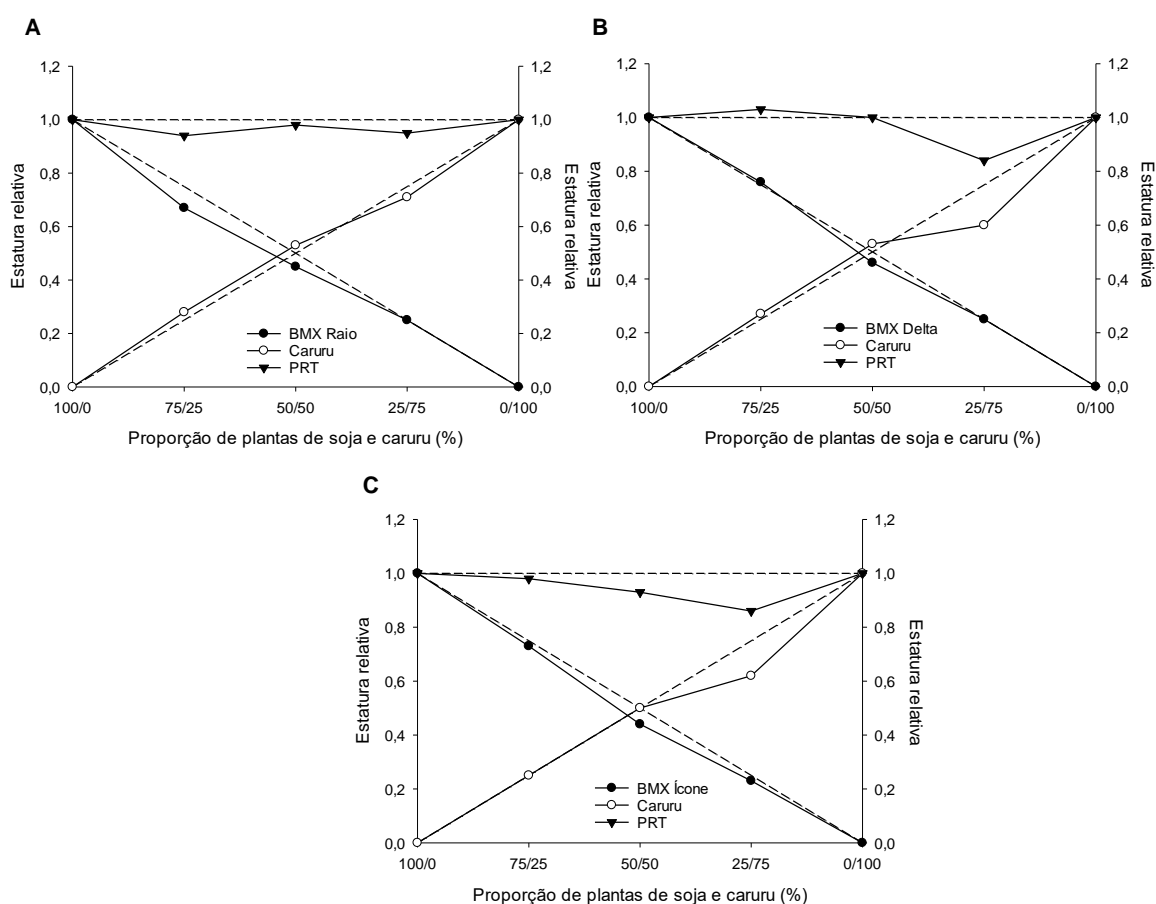 A
1,2
1,0
0,8
0,6
0,4
0,2
0,0
Estatura relativa
1,2
1,0
0,8
0,6
0,4
0,2
0,0
Estatura relativa
BMX Raio
Caruru
PRT
100/0 75/25 50/50 25/75 0/100
Proporção de plantas de soja e caruru (%)
B
1,2
1,0
0,8
0,6
0,4
0,2
0,0
Estatura relativa
1,2
1,0
0,8
0,6
0,4
0,2
0,0
Estatura relativa
BMX Delta
Caruru
PRT
100/0 75/25 50/50 25/75 0/100
Proporção de plantas de soja e caruru (%)
C
1,2
1,0
0,8
0,6
0,4
0,2
0,0
Estatura relativa
1,2
1,0
0,8
0,6
0,4
0,2
0,0
Estatura relativa
BMX Ícone
Caruru
PRT
100/0 75/25 50/50 25/75 0/100
Proporção de plantas de soja e caruru (%)